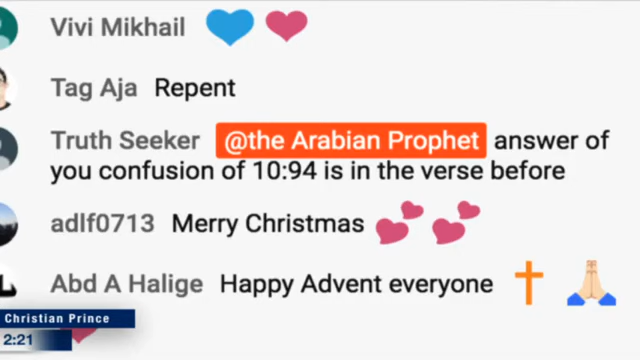 Vivi Mikhail
Tag Aja Repent
Truth Seeker @the Arabian Prophet answer of
you confusion of 10:94 is in the verse before
adlf0713 Merry Christmas
Abd A Halige Happy Advent everyone
Christian Prince
2:21